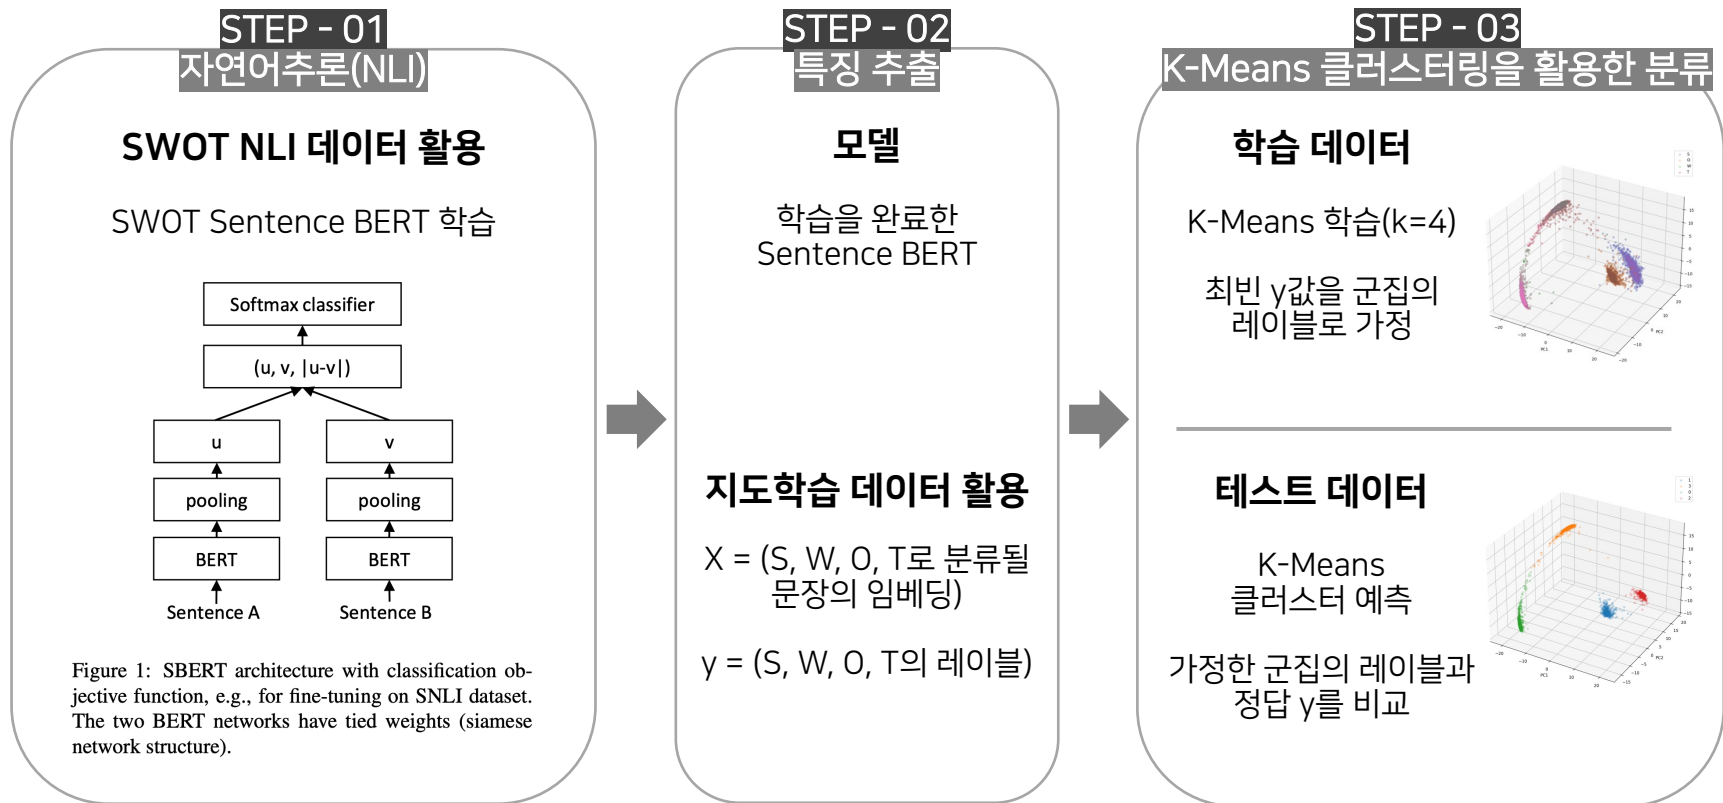 STEP - 01
자연어추론(NLI)
SWOT NLI 데이터 활용
SWOT Sentence BERT 학습
Softmax classifier
(u, v, |u-v|)
u
v
pooling
pooling
BERT
BERT
Sentence A
Sentence B
Figure 1: SBERT architecture with classification ob-
jective function, e.g., for fine-tuning on SNLI dataset.
The two BERT networks have tied weights (siamese
network structure).
STEP - 02
특징 추출
모델
학습을 완료한
Sentence BERT
지도학습 데이터 활용
X = (S, W, O, T로 분류될
문장의 임베딩)
y = (S, W, O, T의 레이블)
STEP - 03
K-Means 클러스터링을 활용한 분류
학습 데이터
K-Means 학습(k=4)
최빈 y값을 군집의
레이블로 가정
S
O
W
T
PC1
PC2
테스트 데이터
K-Means
클러스터 예측
가정한 군집의 레이블과
정답 y를 비교
1
3
0
2
PC1
PC2